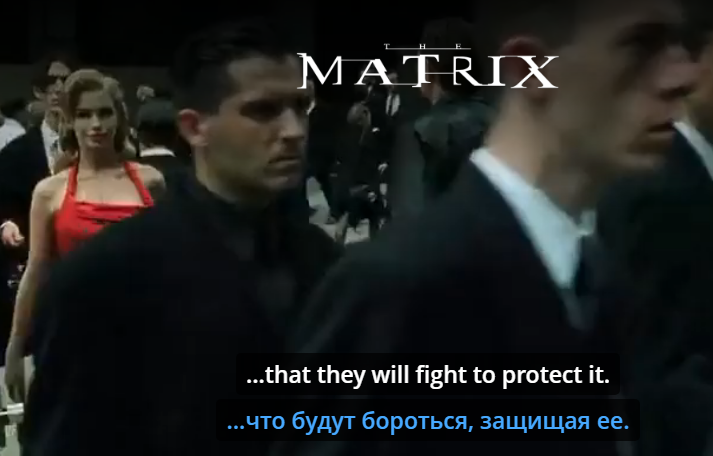 THE
MATRIX
...that they will fight to protect it.
...что будут бороться, защищая ее.